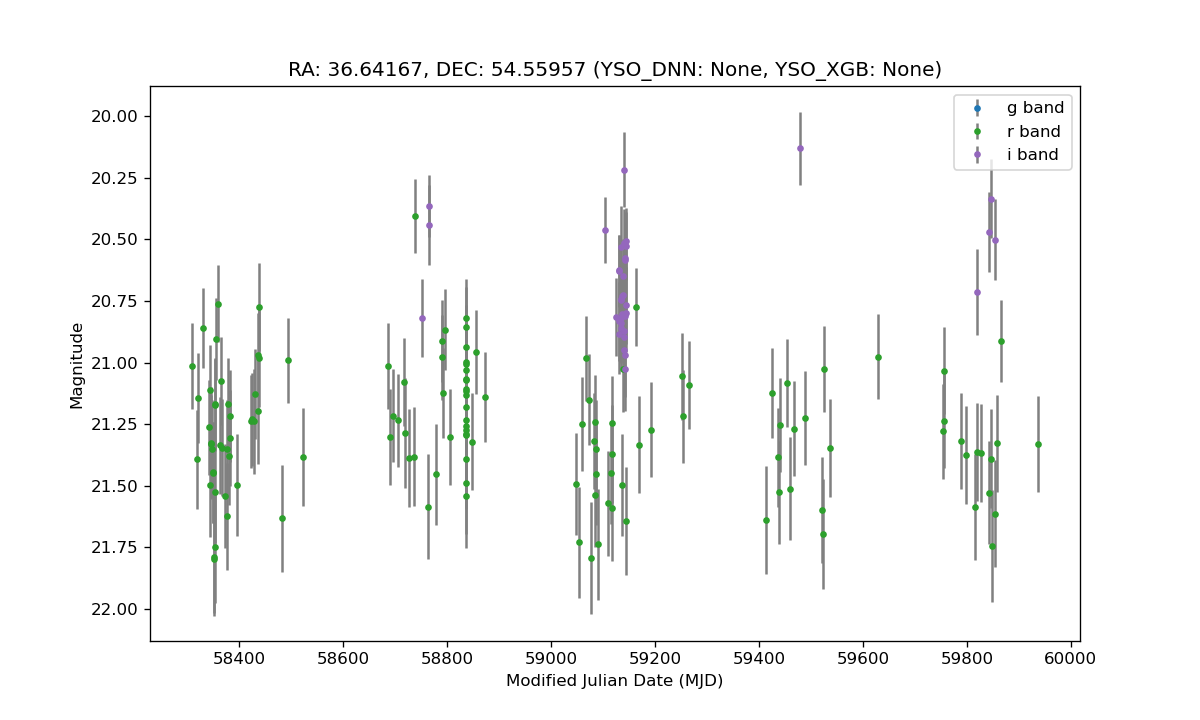 RA: 36.64167, DEC: 54.55957 (YSO_DNN: None, YSO_XGB: None)
g band
r band
i band
Magnitude
20.00
20.25
20.50
20.75
21.00
21.25
21.50
21.75
22.00
58400 58600 58800 59000 59200 59400 59600 59800 60000
Modified Julian Date (MJD)